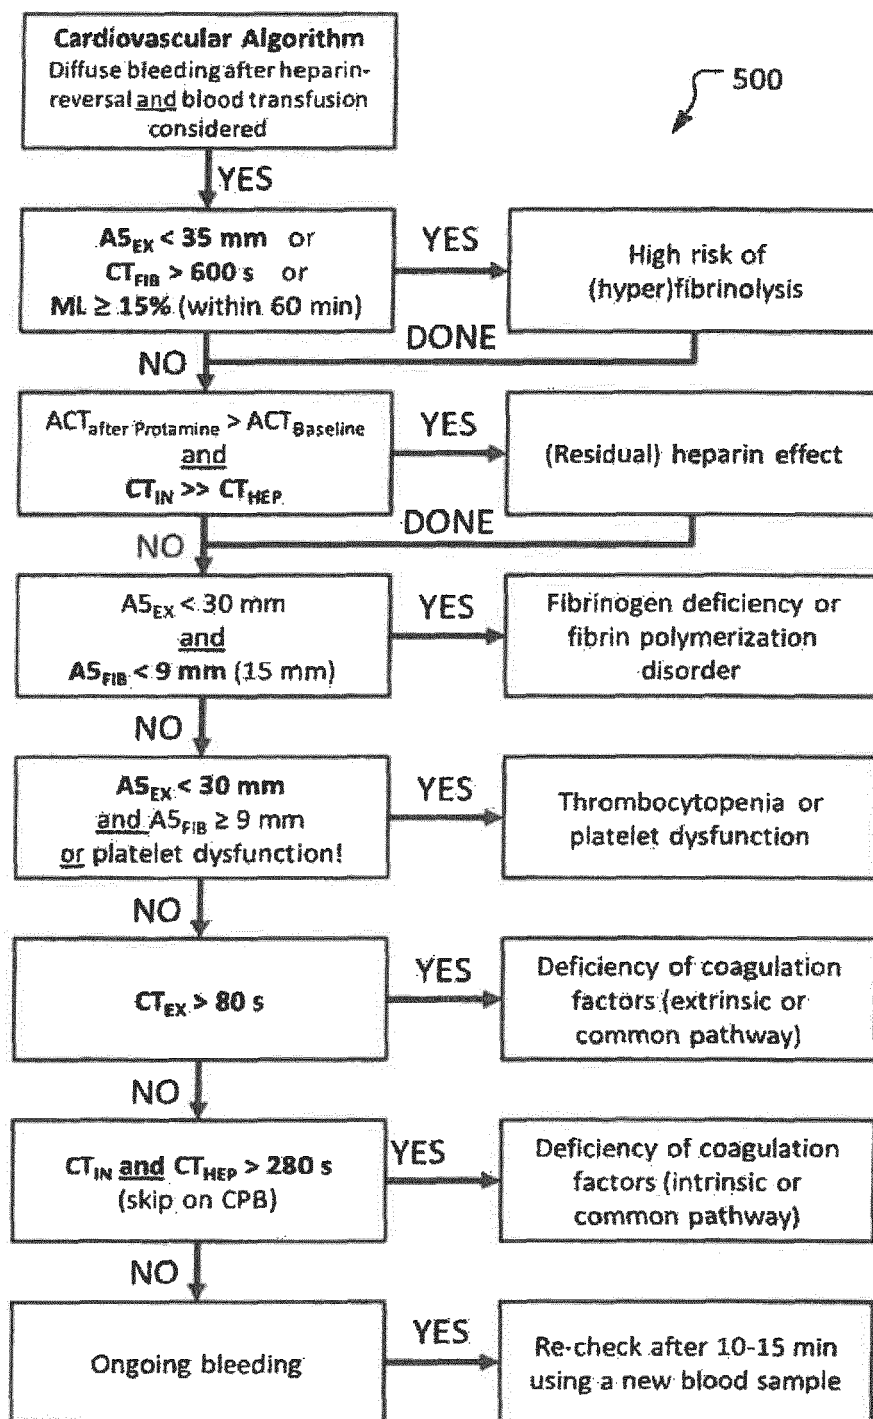 Cardiovascular Algorithm
Diffuse bleeding after heparin-
reversal and blood transfusion
considered
500
YES
A5EX < 35 mm or
CTFIB > 600 s or
ML ≥ 15% (within 60 min)
YES
High risk of
(hyper)fibrinolysis
DONE
NO
ACTafter Protamine > ACTBaseline
and
CTIN >> CTHEP
YES
(Residual) heparin effect
DONE
NO
A5EX < 30 mm
and
A5FIB < 9 mm (15 mm)
YES
Fibrinogen deficiency or
fibrin polymerization
disorder
NO
A5EX < 30 mm
and A5FIB ≥ 9 mm
or platelet dysfunction!
YES
Thrombocytopenia or
platelet dysfunction
NO
CTEX > 80 s
YES
Deficiency of coagulation
factors (extrinsic or
common pathway)
NO
CTIN and CTHEP > 280 s
(skip on CPB)
YES
Deficiency of coagulation
factors (intrinsic or
common pathway)
NO
Ongoing bleeding
YES
Re-check after 10-15 min
using a new blood sample